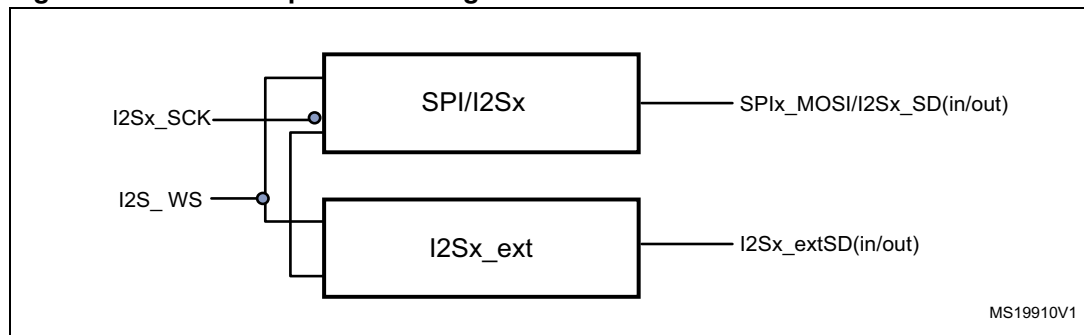 I2Sx_SCK
I2S_ WS
SPI/I2Sx
I2Sx_ext
SPIx_MOSI/I2Sx_SD(in/out)
I2Sx_extSD(in/out)
MS19910V1